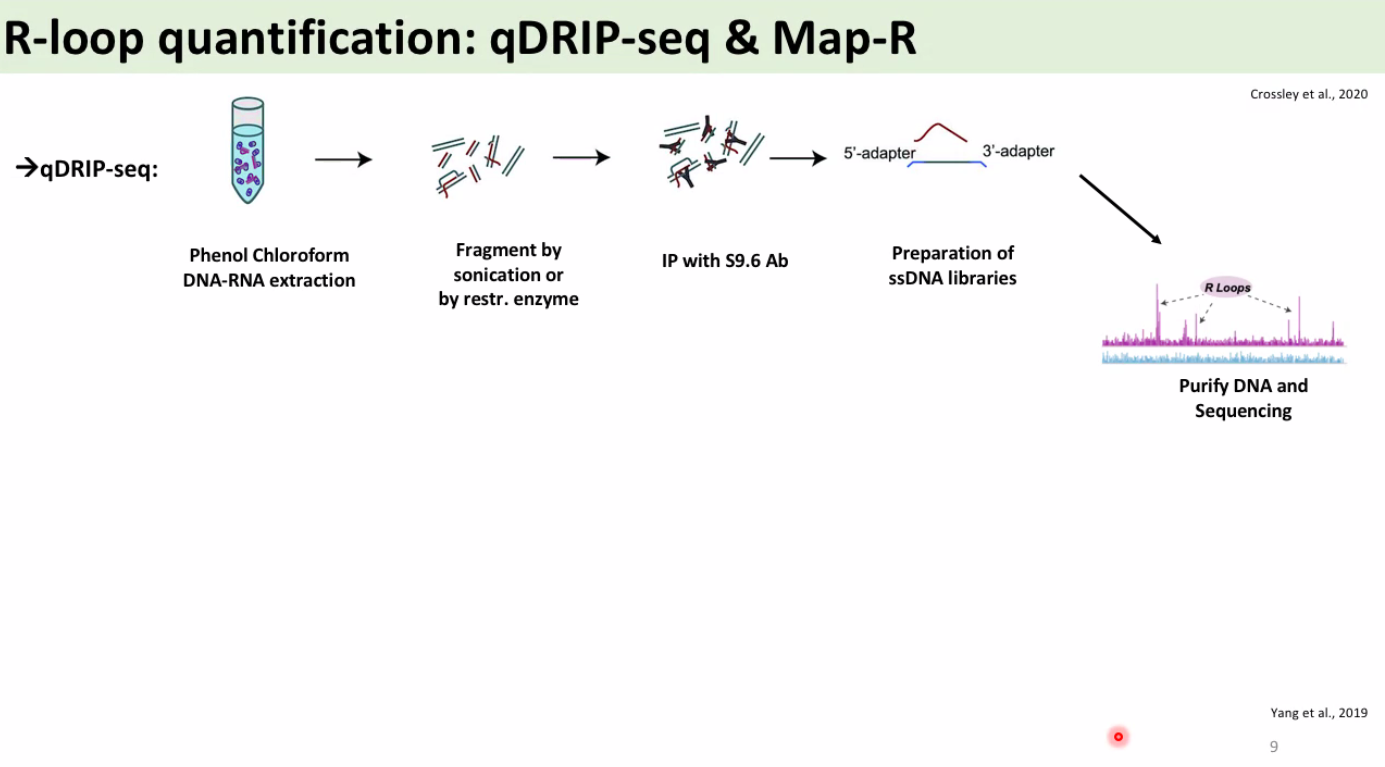 R-loop quantification: qDRIP-seq & Map-R
Crossley et al., 2020
→qDRIP-seq:
5'-adapter
3'-adapter
Phenol Chloroform
DNA-RNA extraction
Fragment by
sonication or
by restr. enzyme
IP with S9.6 Ab
Preparation of
ssDNA libraries
R Loops
Purify DNA and
Sequencing
Yang et al., 2019
9